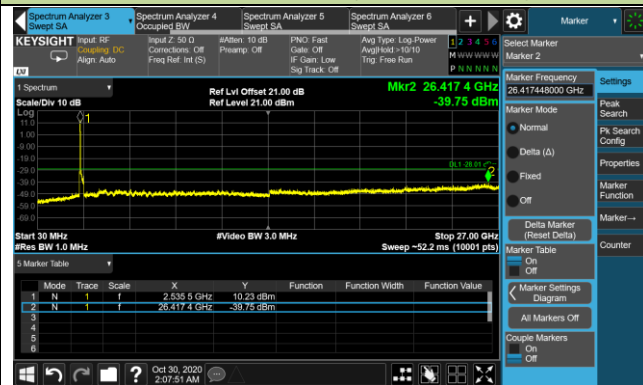 Spectrum Analyzer 3
Swept SA
Spectrum Analyzer 4
Occupied BW
Spectrum Analyzer 5
Swept SA
Spectrum Analyzer 6
Swept SA
Marker
KEYSIGHT
Input: RF
Coupling: DC
Align: Auto
Input Z: 50 Ω
Corrections: Off
Freq Ref: Int (S)
#Atten: 10 dB
Preamp: Off
PNO: Fast
Gate: Off
IF Gain: Low
Sig Track: Off
Avg Type: Log-Power
Avg|Hold:>10/10
Trig: Free Run
1 2 3 4 5 6
M W W W W W
P N N N N N
LXI
Select Marker
Marker 2
1 Spectrum
Scale/Div 10 dB
Ref Lvl Offset 21.00 dB
Ref Level 21.00 dBm
Mkr2 26.417 4 GHz
-39.75 dBm
Log
11.0
1.00
-9.00
-19.0
-29.0
-39.0
-49.0
-59.0
-69.0
1
DL1 -28.01
2
Start 30 MHz
#Res BW 1.0 MHz
#Video BW 3.0 MHz
Stop 27.00 GHz
Sweep ~52.2 ms (10001 pts)
5 Marker Table
Mode Trace Scale X Y Function Function Width Function Value
1 N 1 f 2.535 5 GHz 10.23 dBm
2 N 1 f 26.417 4 GHz -39.75 dBm
3
4
5
6
Marker Frequency
26.417448000 GHz
Marker Mode
Normal
Delta (Δ)
Fixed
Off
Delta Marker
(Reset Delta)
Marker Table
On
Off
Marker Settings
Diagram
All Markers Off
Couple Markers
On
Off
Settings
Peak
Search
Pk Search
Config
Properties
Marker
Function
Marker→
Counter
Oct 30, 2020
2:07:51 AM